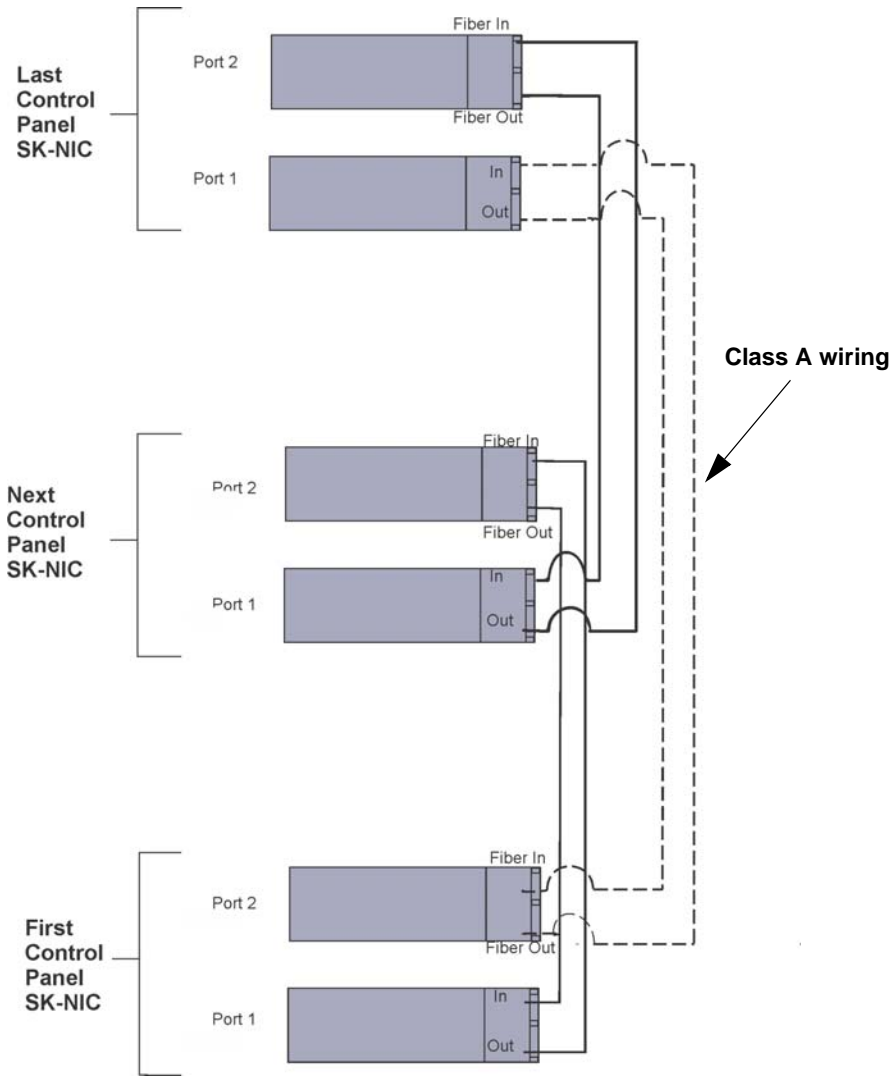 Last
Control
Panel
SK-NIC
Port 2
Fiber In
Fiber Out
Port 1
In
Out
Class A wiring
Next
Control
Panel
SK-NIC
Port 2
Fiber In
Fiber Out
Port 1
In
Out
First
Control
Panel
SK-NIC
Port 2
Fiber In
Fiber Out
Port 1
In
Out